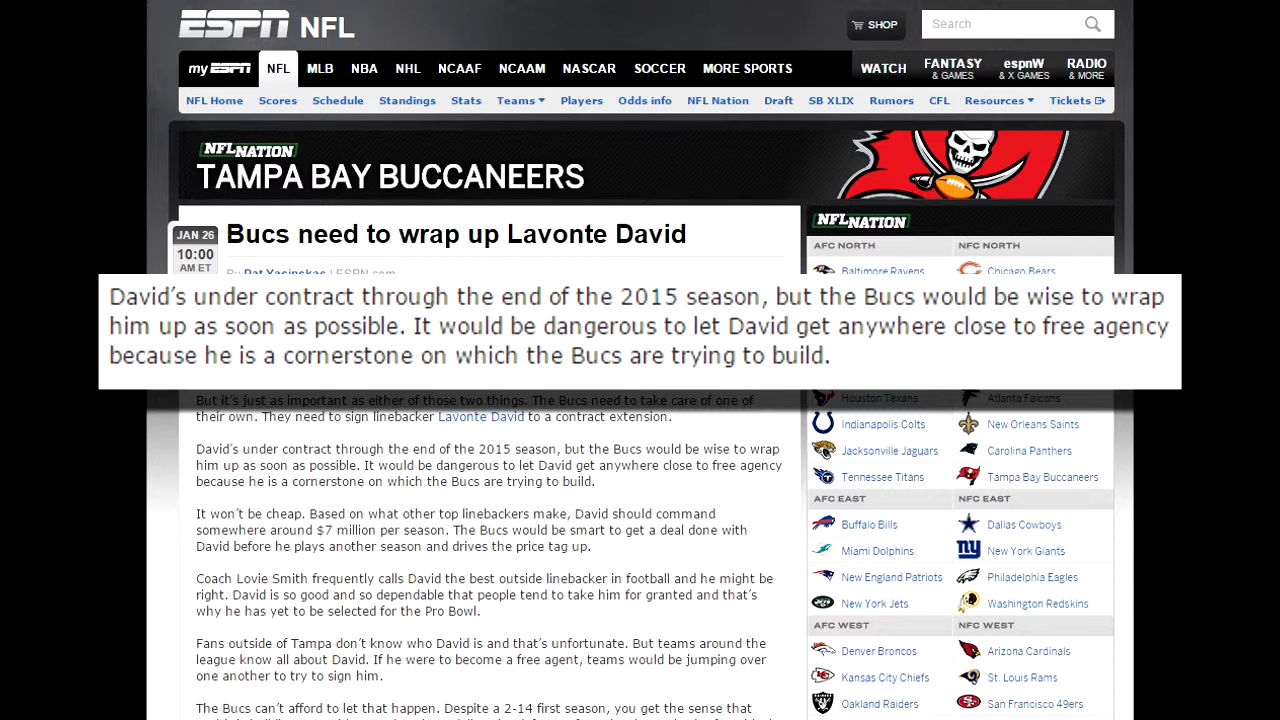 ESPN NFL
SHOP
Search
my ESPN NFL MLB NBA NHL NCAAF NCAAM NASCAR SOCCER MORE SPORTS WATCH FANTASY & GAMES espnW & X GAMES RADIO & MORE
NFL Home Scores Schedule Standings Stats Teams Players Odds info NFL Nation Draft SB XLIX Rumors CFL Resources Tickets
NFL NATION
TAMPA BAY BUCCANEERS
JAN 26
10:00
AM ET
Bucs need to wrap up Lavonte David
By Pat Yasinskas | ESPN.com
David's under contract through the end of the 2015 season, but the Bucs would be wise to wrap
him up as soon as possible. It would be dangerous to let David get anywhere close to free agency
because he is a cornerstone on which the Bucs are trying to build.
But it's just as important as either of those two things. The Bucs need to take care of one of
their own. They need to sign linebacker Lavonte David to a contract extension.
David's under contract through the end of the 2015 season, but the Bucs would be wise to wrap
him up as soon as possible. It would be dangerous to let David get anywhere close to free agency
because he is a cornerstone on which the Bucs are trying to build.
It won't be cheap. Based on what other top linebackers make, David should command
somewhere around $7 million per season. The Bucs would be smart to get a deal done with
David before he plays another season and drives the price tag up.
Coach Lovie Smith frequently calls David the best outside linebacker in football and he might be
right. David is so good and so dependable that people tend to take him for granted and that's
why he has yet to be selected for the Pro Bowl.
Fans outside of Tampa don't know who David is and that's unfortunate. But teams around the
league know all about David. If he were to become a free agent, teams would be jumping over
one another to try to sign him.
The Bucs can't afford to let that happen. Despite a 2-14 first season, you get the sense that
NFL NATION
AFC NORTH NFC NORTH
Baltimore Ravens Chicago Bears
Houston Texans Atlanta Falcons
Indianapolis Colts New Orleans Saints
Jacksonville Jaguars Carolina Panthers
Tennessee Titans Tampa Bay Buccaneers
AFC EAST NFC EAST
Buffalo Bills Dallas Cowboys
Miami Dolphins New York Giants
New England Patriots Philadelphia Eagles
New York Jets Washington Redskins
AFC WEST NFC WEST
Denver Broncos Arizona Cardinals
Kansas City Chiefs St. Louis Rams
Oakland Raiders San Francisco 49ers